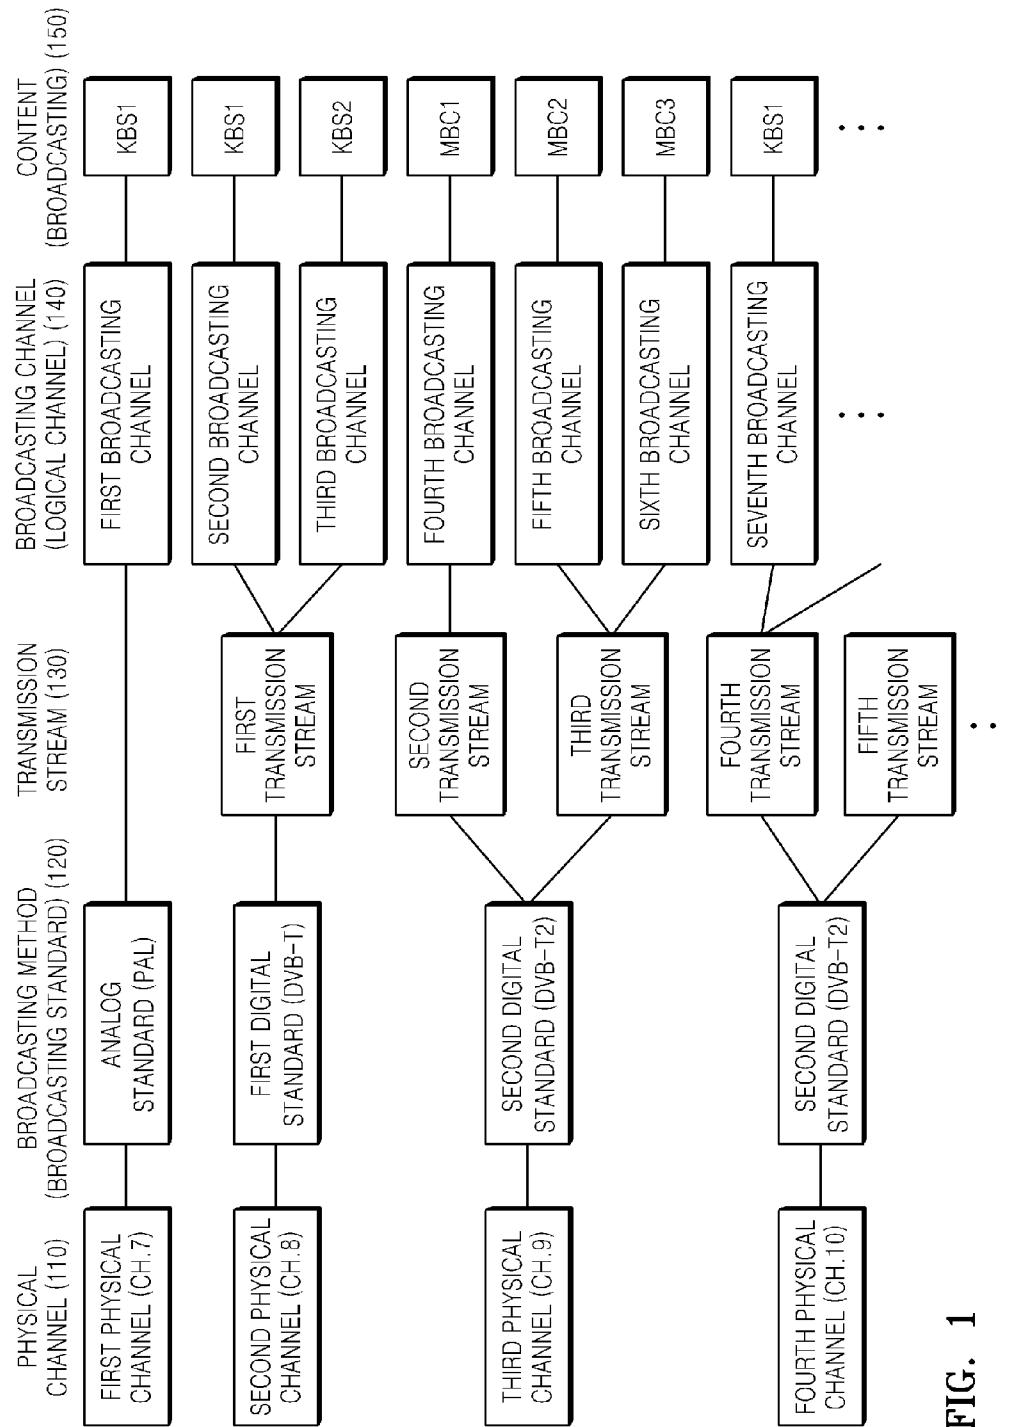 PHYSICAL
CHANNEL (110)
BROADCASTING METHOD
(BROADCASTING STANDARD) (120)
TRANSMISSION
STREAM (130)
BROADCASTING CHANNEL
(LOGICAL CHANNEL) (140)
CONTENT
(BROADCASTING) (150)
FIRST PHYSICAL
CHANNEL (CH.7)
ANALOG
STANDARD (PAL)
FIRST BROADCASTING
CHANNEL
KBS1
SECOND PHYSICAL
CHANNEL (CH.8)
FIRST DIGITAL
STANDARD (DVB-T)
FIRST
TRANSMISSION
STREAM
SECOND BROADCASTING
CHANNEL
KBS1
THIRD BROADCASTING
CHANNEL
KBS2
THIRD PHYSICAL
CHANNEL (CH.9)
SECOND DIGITAL
STANDARD (DVB-T2)
SECOND
TRANSMISSION
STREAM
FOURTH BROADCASTING
CHANNEL
MBC1
THIRD
TRANSMISSION
STREAM
FIFTH BROADCASTING
CHANNEL
MBC2
SIXTH BROADCASTING
CHANNEL
MBC3
FOURTH PHYSICAL
CHANNEL (CH.10)
SECOND DIGITAL
STANDARD (DVB-T2)
FOURTH
TRANSMISSION
STREAM
SEVENTH BROADCASTING
CHANNEL
KBS1
FIFTH
TRANSMISSION
STREAM
FIG. 1